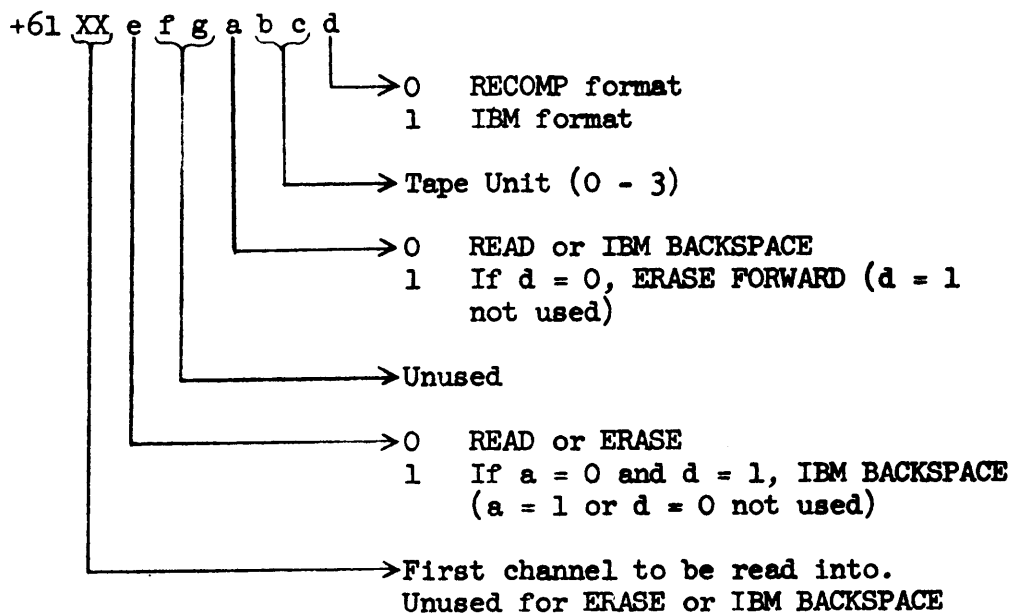 +61 XX e f g a b c d
0 RECOMP format
1 IBM format
Tape Unit (0 - 3)
0 READ or IBM BACKSPACE
1 If d = 0, ERASE FORWARD (d = 1
not used)
Unused
0 READ or ERASE
1 If a = 0 and d = 1, IBM BACKSPACE
(a = 1 or d = 0 not used)
First channel to be read into.
Unused for ERASE or IBM BACKSPACE